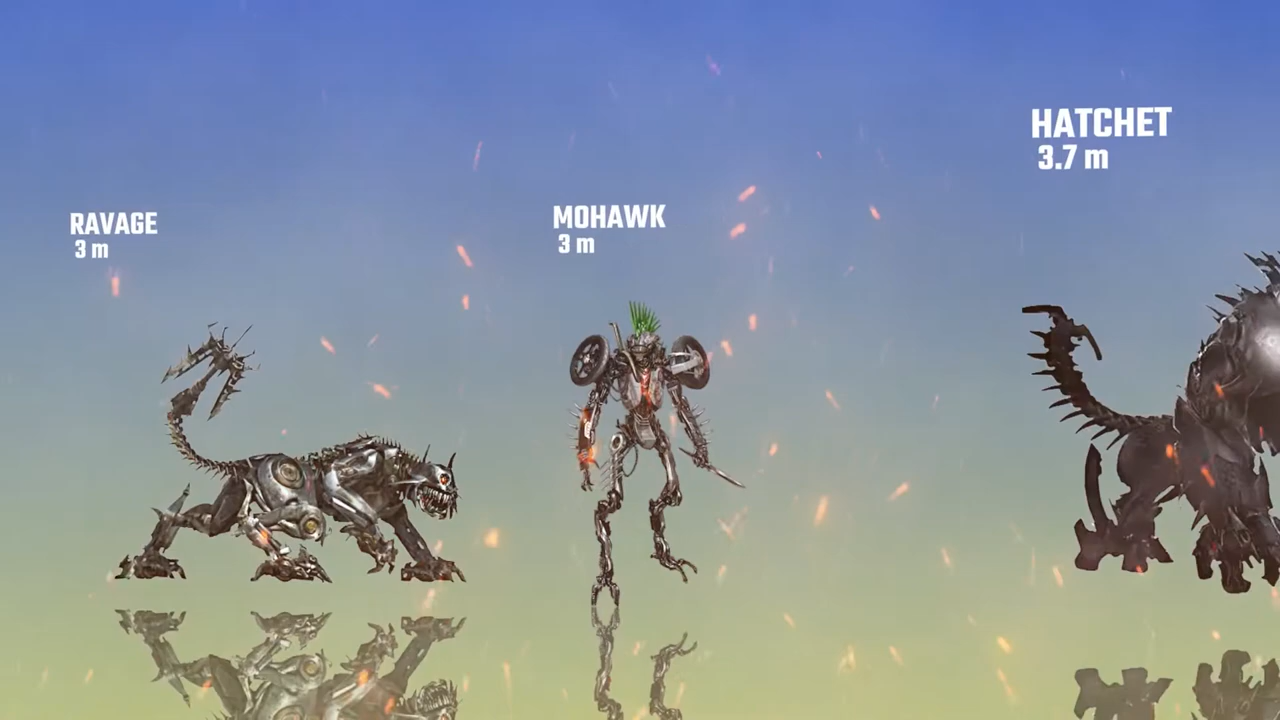 RAVAGE
3 m
MOHAWK
3 m
HATCHET
3.7 m